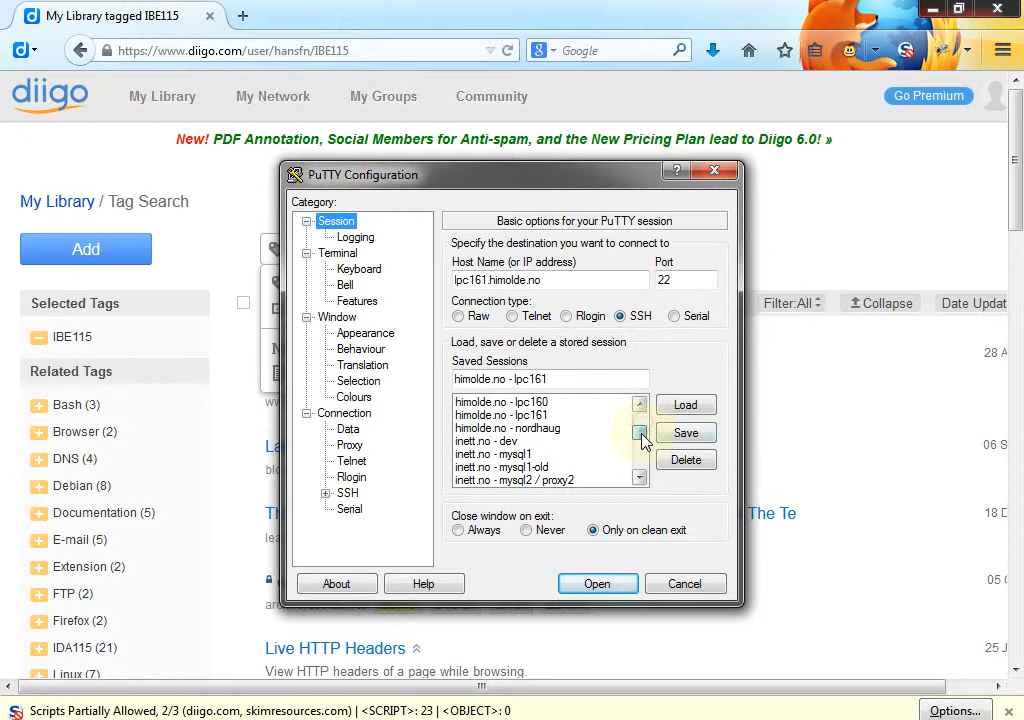 My Library tagged IBE115
https://www.diigo.com/user/hansfn/IBE115
Google
diigo
My Library
My Network
My Groups
Community
Go Premium
New! PDF Annotation, Social Members for Anti-spam, and the New Pricing Plan lead to Diigo 6.0! »
My Library / Tag Search
Add
Selected Tags
IBE115
Related Tags
Bash (3)
Browser (2)
DNS (4)
Debian (8)
Documentation (5)
E-mail (5)
Extension (2)
FTP (2)
Firefox (2)
IDA115 (21)
Linux (7)
Filter:All
Collapse
Date Updat
28 A
06 S
18 D
05 O
25 J
The Te
Live HTTP Headers
View HTTP headers of a page while browsing.
PuTTY Configuration
Category:
Session
Logging
Terminal
Keyboard
Bell
Features
Window
Appearance
Behaviour
Translation
Selection
Colours
Connection
Data
Proxy
Telnet
Rlogin
SSH
Serial
Basic options for your PuTTY session
Specify the destination you want to connect to
Host Name (or IP address)
Port
lpc161.himolde.no
22
Connection type:
Raw
Telnet
Rlogin
SSH
Serial
Load, save or delete a stored session
Saved Sessions
himolde.no - lpc161
himolde.no - lpc160
himolde.no - lpc161
himolde.no - nordhaug
inett.no - dev
inett.no - mysql1
inett.no - mysql1-old
inett.no - mysql2 / proxy2
Load
Save
Delete
Close window on exit:
Always
Never
Only on clean exit
About
Help
Open
Cancel
Scripts Partially Allowed, 2/3 (diigo.com, skimresources.com) | <SCRIPT>: 23 | <OBJECT>: 0
Options...